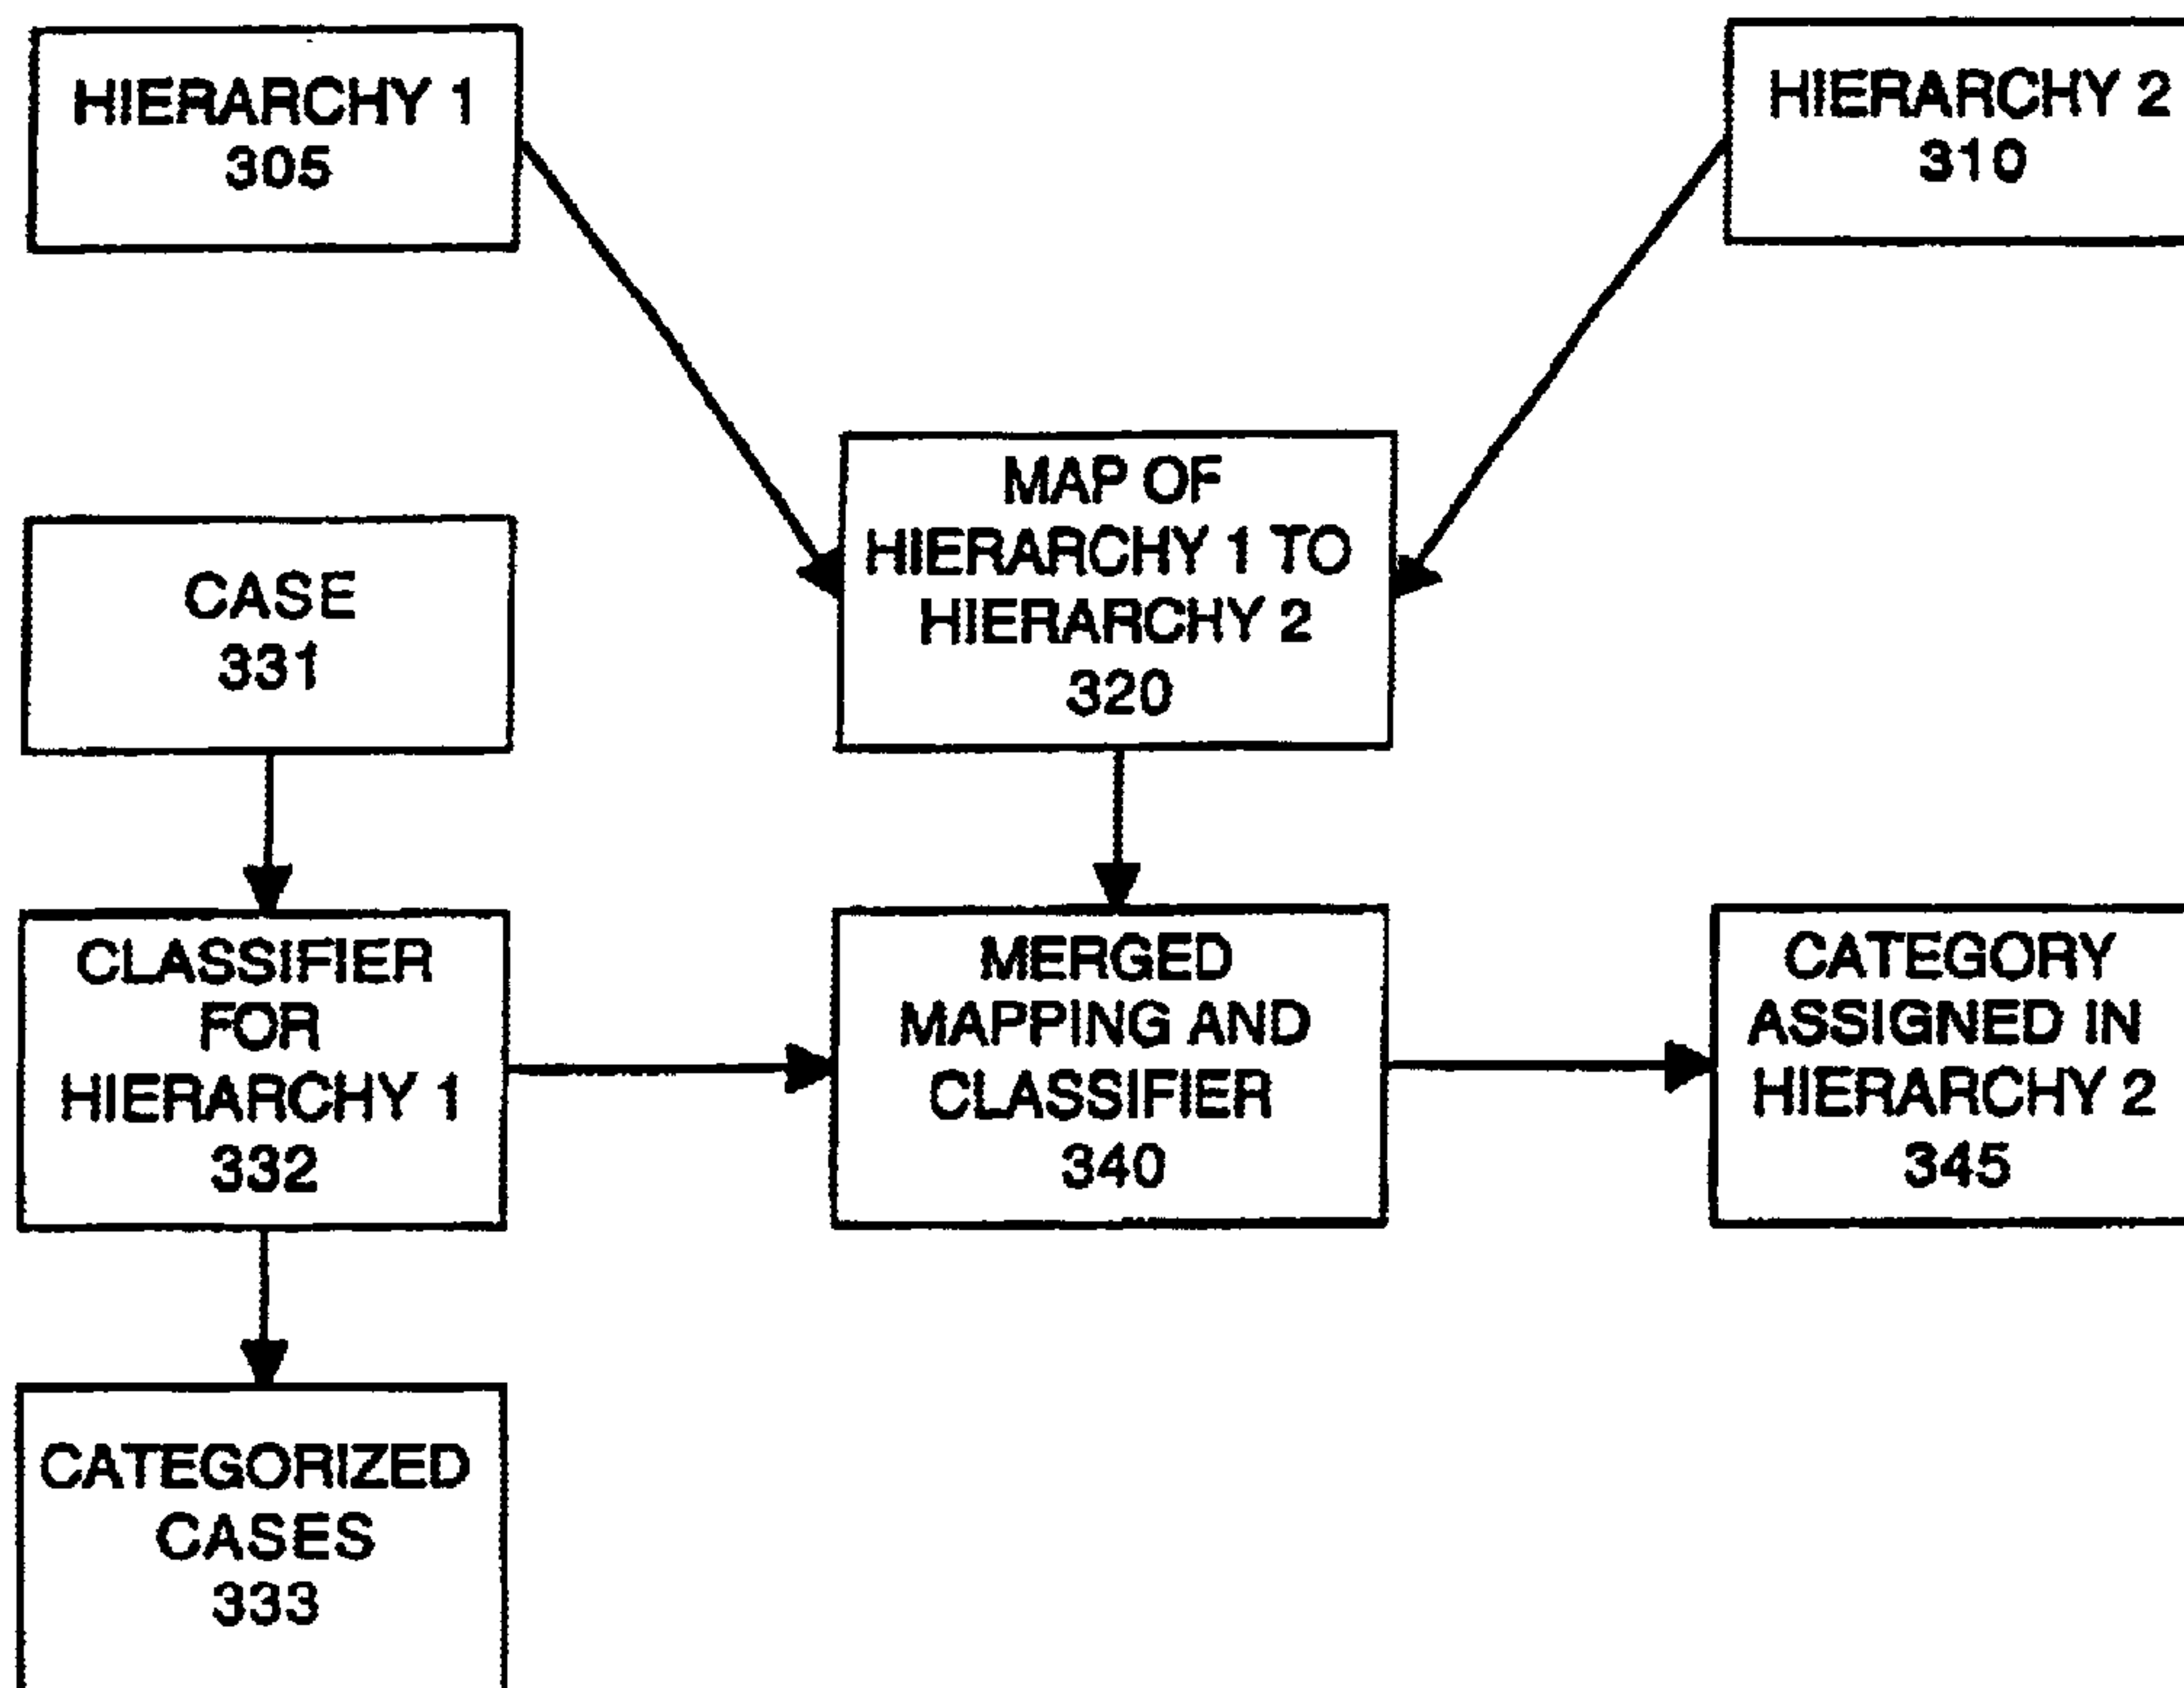 HIERARCHY 1
305
HIERARCHY 2
310
MAP OF
HIERARCHY 1 TO
HIERARCHY 2
320
CASE
331
CLASSIFIER
FOR
HIERARCHY 1
332
MERGED
MAPPING AND
CLASSIFIER
340
CATEGORY
ASSIGNED IN
HIERARCHY 2
345
CATEGORIZED
CASES
333